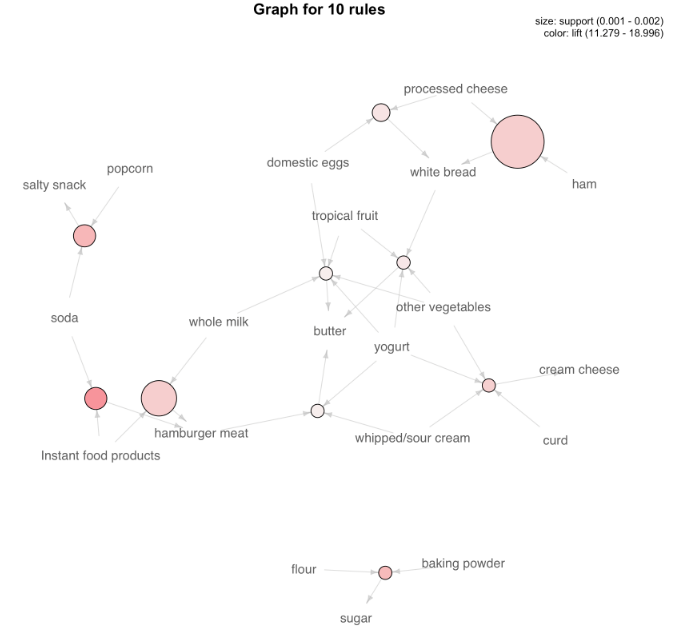 Graph for 10 rules
size: support (0.001 - 0.002)
color: lift (11.279 - 18.996)
processed cheese
domestic eggs
popcorn
white bread
salty snack
ham
tropical fruit
other vegetables
soda
whole milk
butter
yogurt
cream cheese
hamburger meat
whipped/sour cream
curd
Instant food products
baking powder
flour
sugar